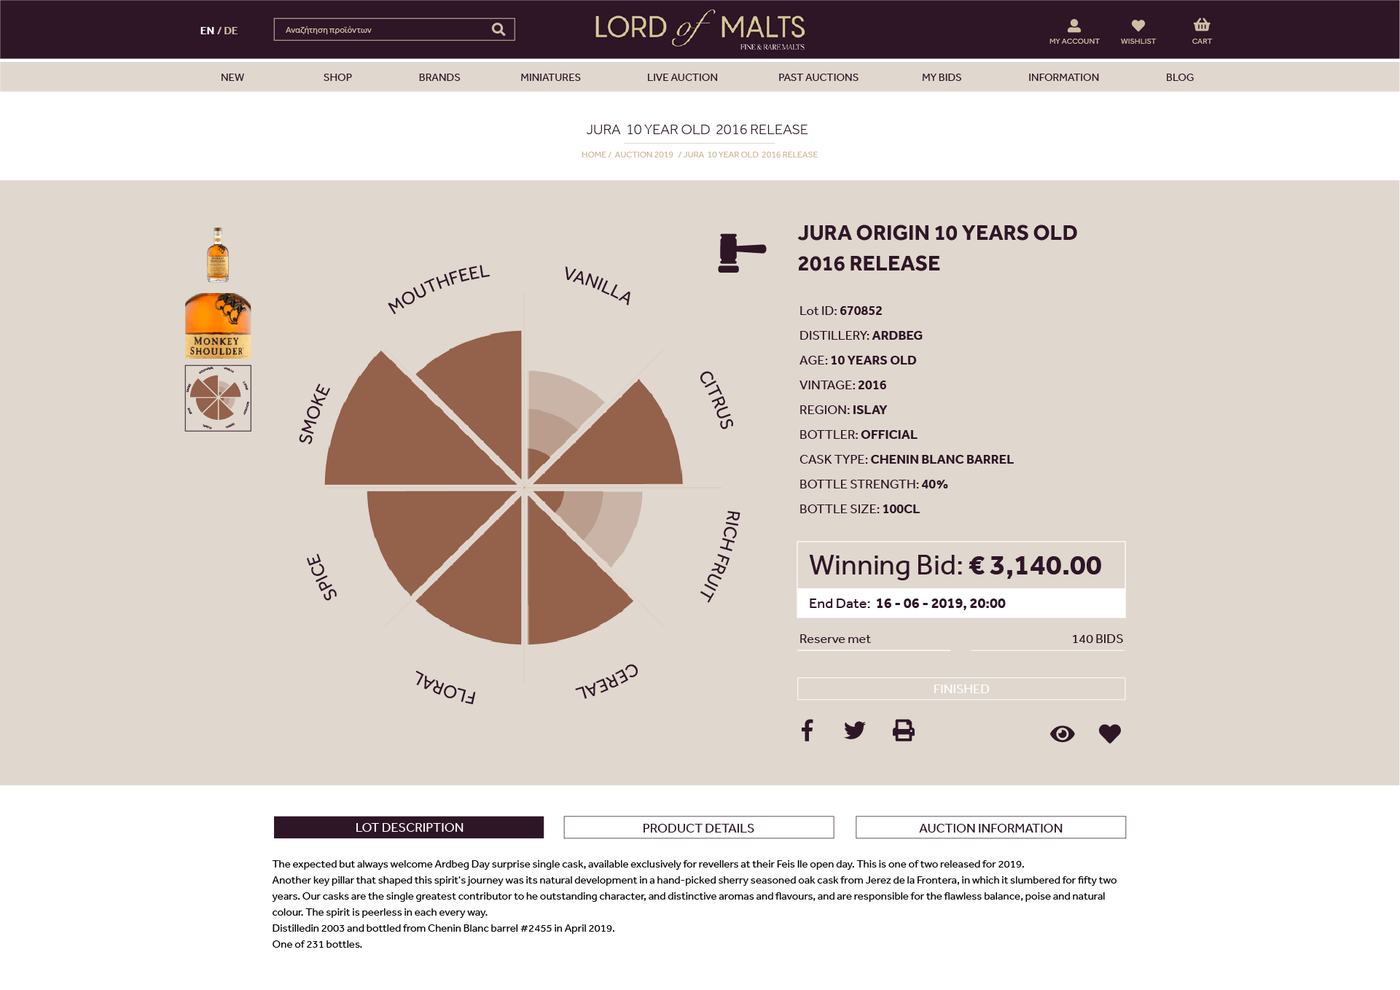 EN / DE
Αναζήτηση προϊόντων
LORD of MALTS
FINE & RARE MALTS
MY ACCOUNT
WISHLIST
CART
NEW
SHOP
BRANDS
MINIATURES
LIVE AUCTION
PAST AUCTIONS
MY BIDS
INFORMATION
BLOG
JURA 10 YEAR OLD 2016 RELEASE
HOME / AUCTION 2019 / JURA 10 YEAR OLD 2016 RELEASE
MONKEY
SHOULDER
MOUTHFEEL
VANILLA
CITRUS
RICH FRUIT
CEREAL
FLORAL
SPICE
SMOKE
JURA ORIGIN 10 YEARS OLD
2016 RELEASE
Lot ID: 670852
DISTILLERY: ARDBEG
AGE: 10 YEARS OLD
VINTAGE: 2016
REGION: ISLAY
BOTTLER: OFFICIAL
CASK TYPE: CHENIN BLANC BARREL
BOTTLE STRENGTH: 40%
BOTTLE SIZE: 100CL
Winning Bid: € 3,140.00
End Date: 16 - 06 - 2019, 20:00
Reserve met
140 BIDS
FINISHED
LOT DESCRIPTION
PRODUCT DETAILS
AUCTION INFORMATION
The expected but always welcome Ardbeg Day surprise single cask, available exclusively for revellers at their Feis Ile open day. This is one of two released for 2019.
Another key pillar that shaped this spirit's journey was its natural development in a hand-picked sherry seasoned oak cask from Jerez de la Frontera, in which it slumbered for fifty two
years. Our casks are the single greatest contributor to he outstanding character, and distinctive aromas and flavours, and are responsible for the flawless balance, poise and natural
colour. The spirit is peerless in each every way.
Distilledin 2003 and bottled from Chenin Blanc barrel #2455 in April 2019.
One of 231 bottles.